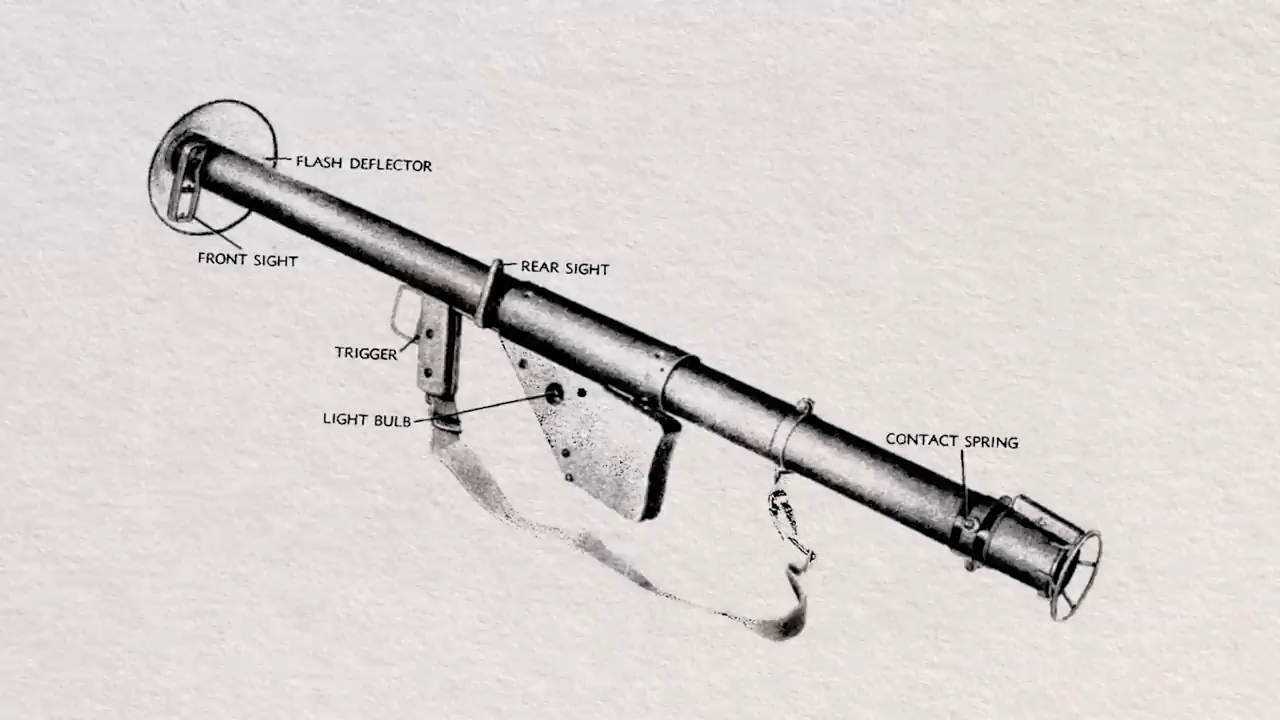 FLASH DEFLECTOR
FRONT SIGHT
REAR SIGHT
TRIGGER
LIGHT BULB
CONTACT SPRING